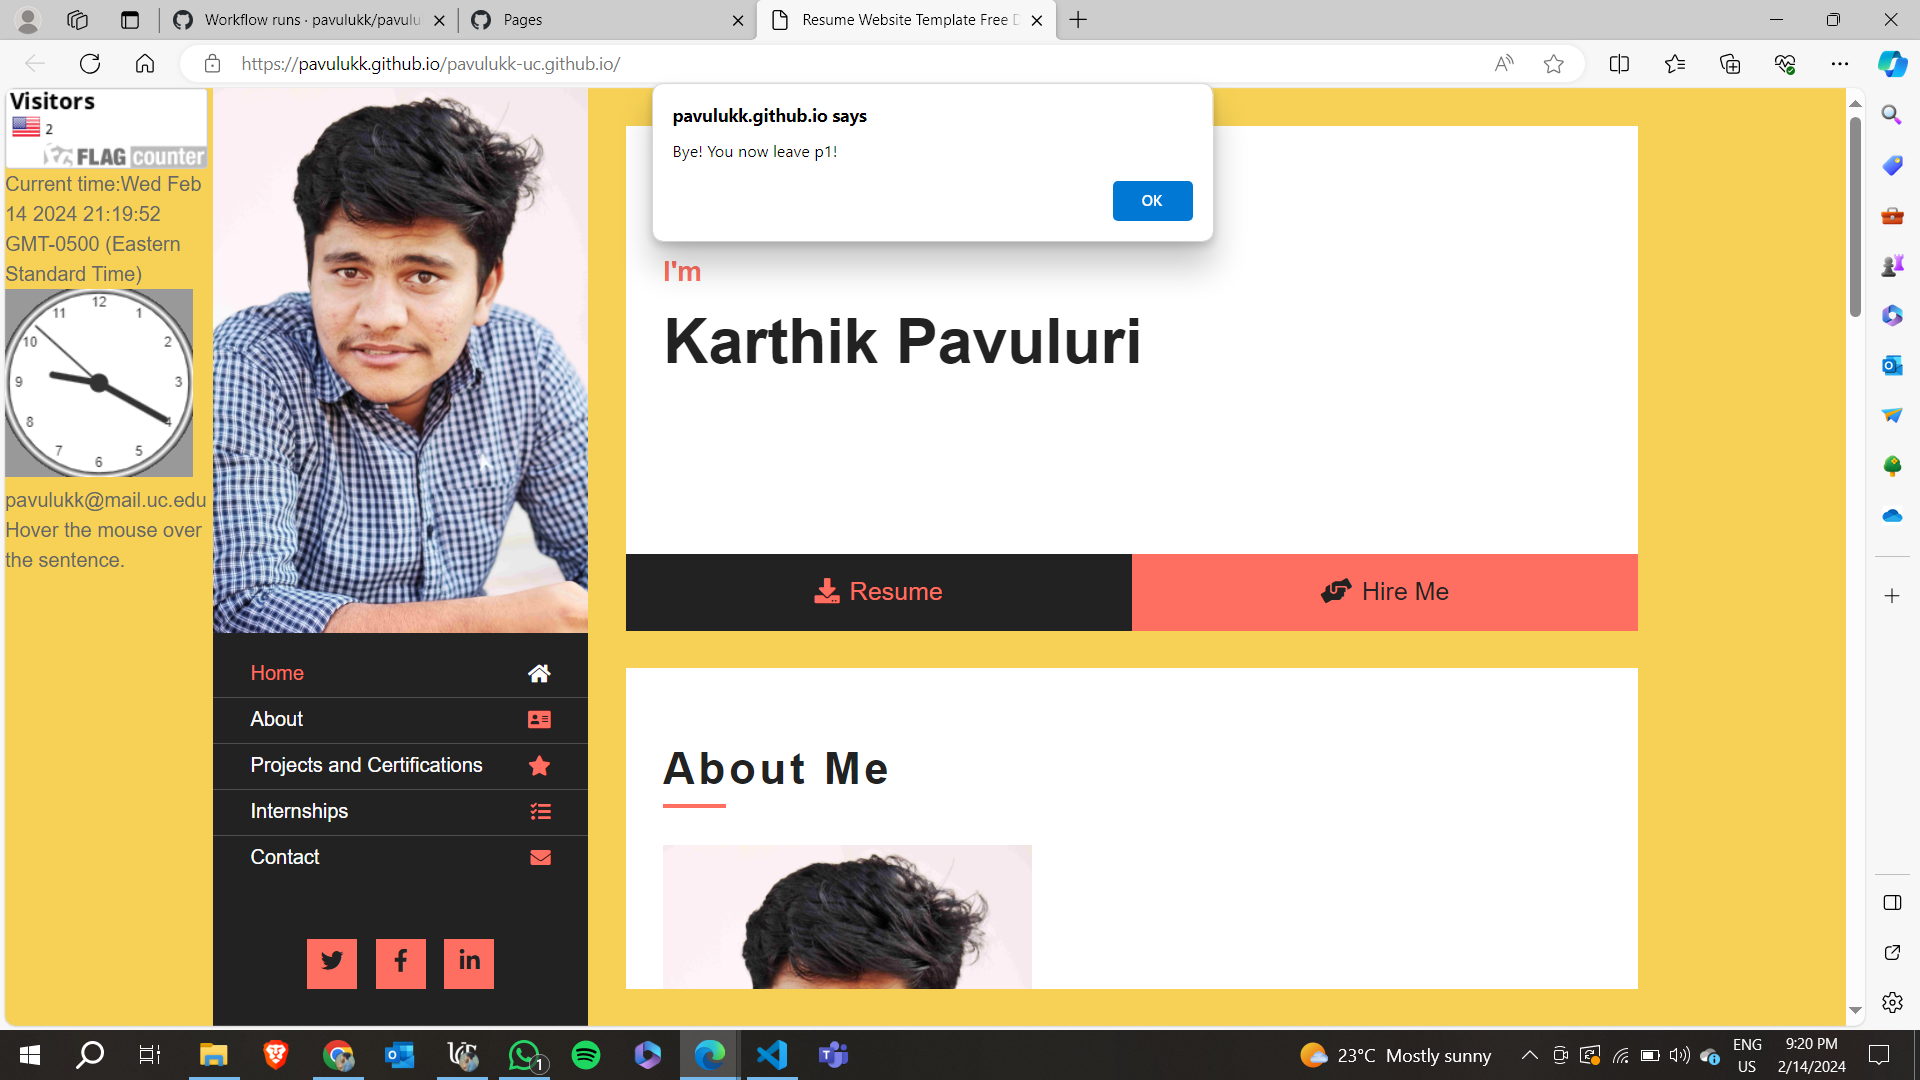 Workflow runs · pavulukk/pavulu
Pages
Resume Website Template Free D
https://pavulukk.github.io/pavulukk-uc.github.io/
pavulukk.github.io says
Bye! You now leave p1!
OK
Visitors
2
FLAG counter
Current time:Wed Feb
14 2024 21:19:52
GMT-0500 (Eastern
Standard Time)
12
11 1
10 2
9 3
8 4
7 5
6
pavulukk@mail.uc.edu
Hover the mouse over
the sentence.
Home
About
Projects and Certifications
Internships
Contact
I'm
Karthik Pavuluri
Resume
Hire Me
About Me
1
23°C Mostly sunny
ENG
US
9:20 PM
2/14/2024